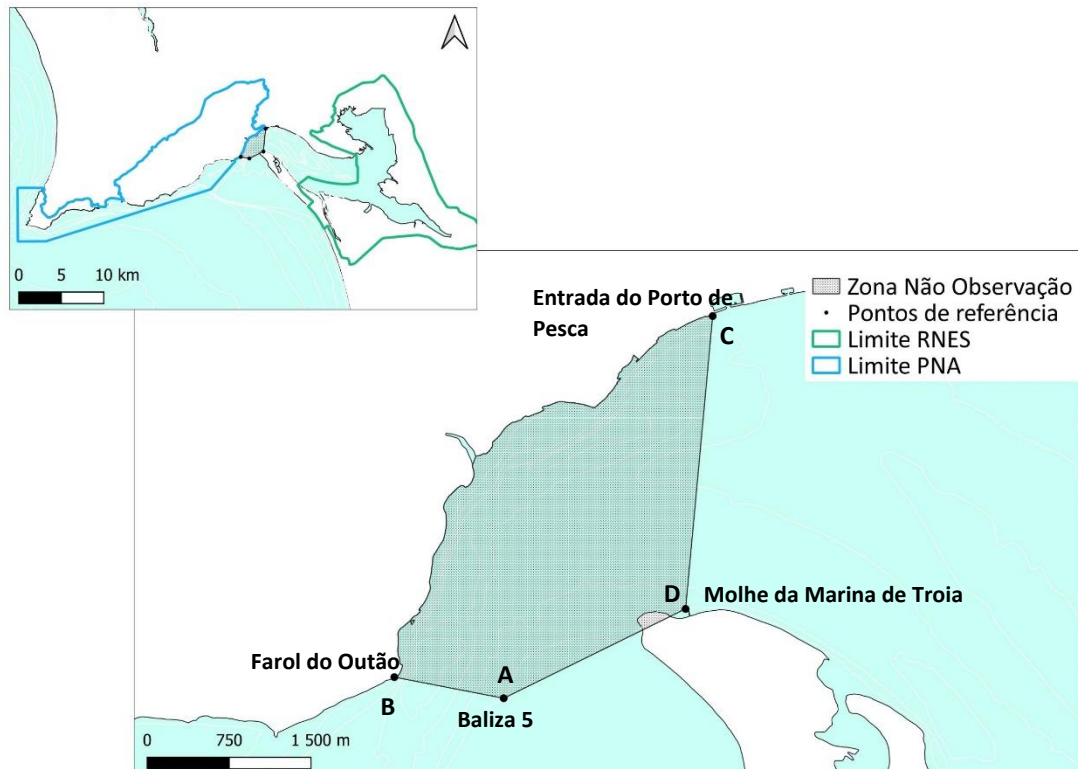 0 5 10 km
Entrada do Porto de
Pesca
C
Zona Não Observação
Pontos de referência
Limite RNES
Limite PNA
D
Molhe da Marina de Troia
Farol do Outão
A
B
Baliza 5
0 750 1 500 m